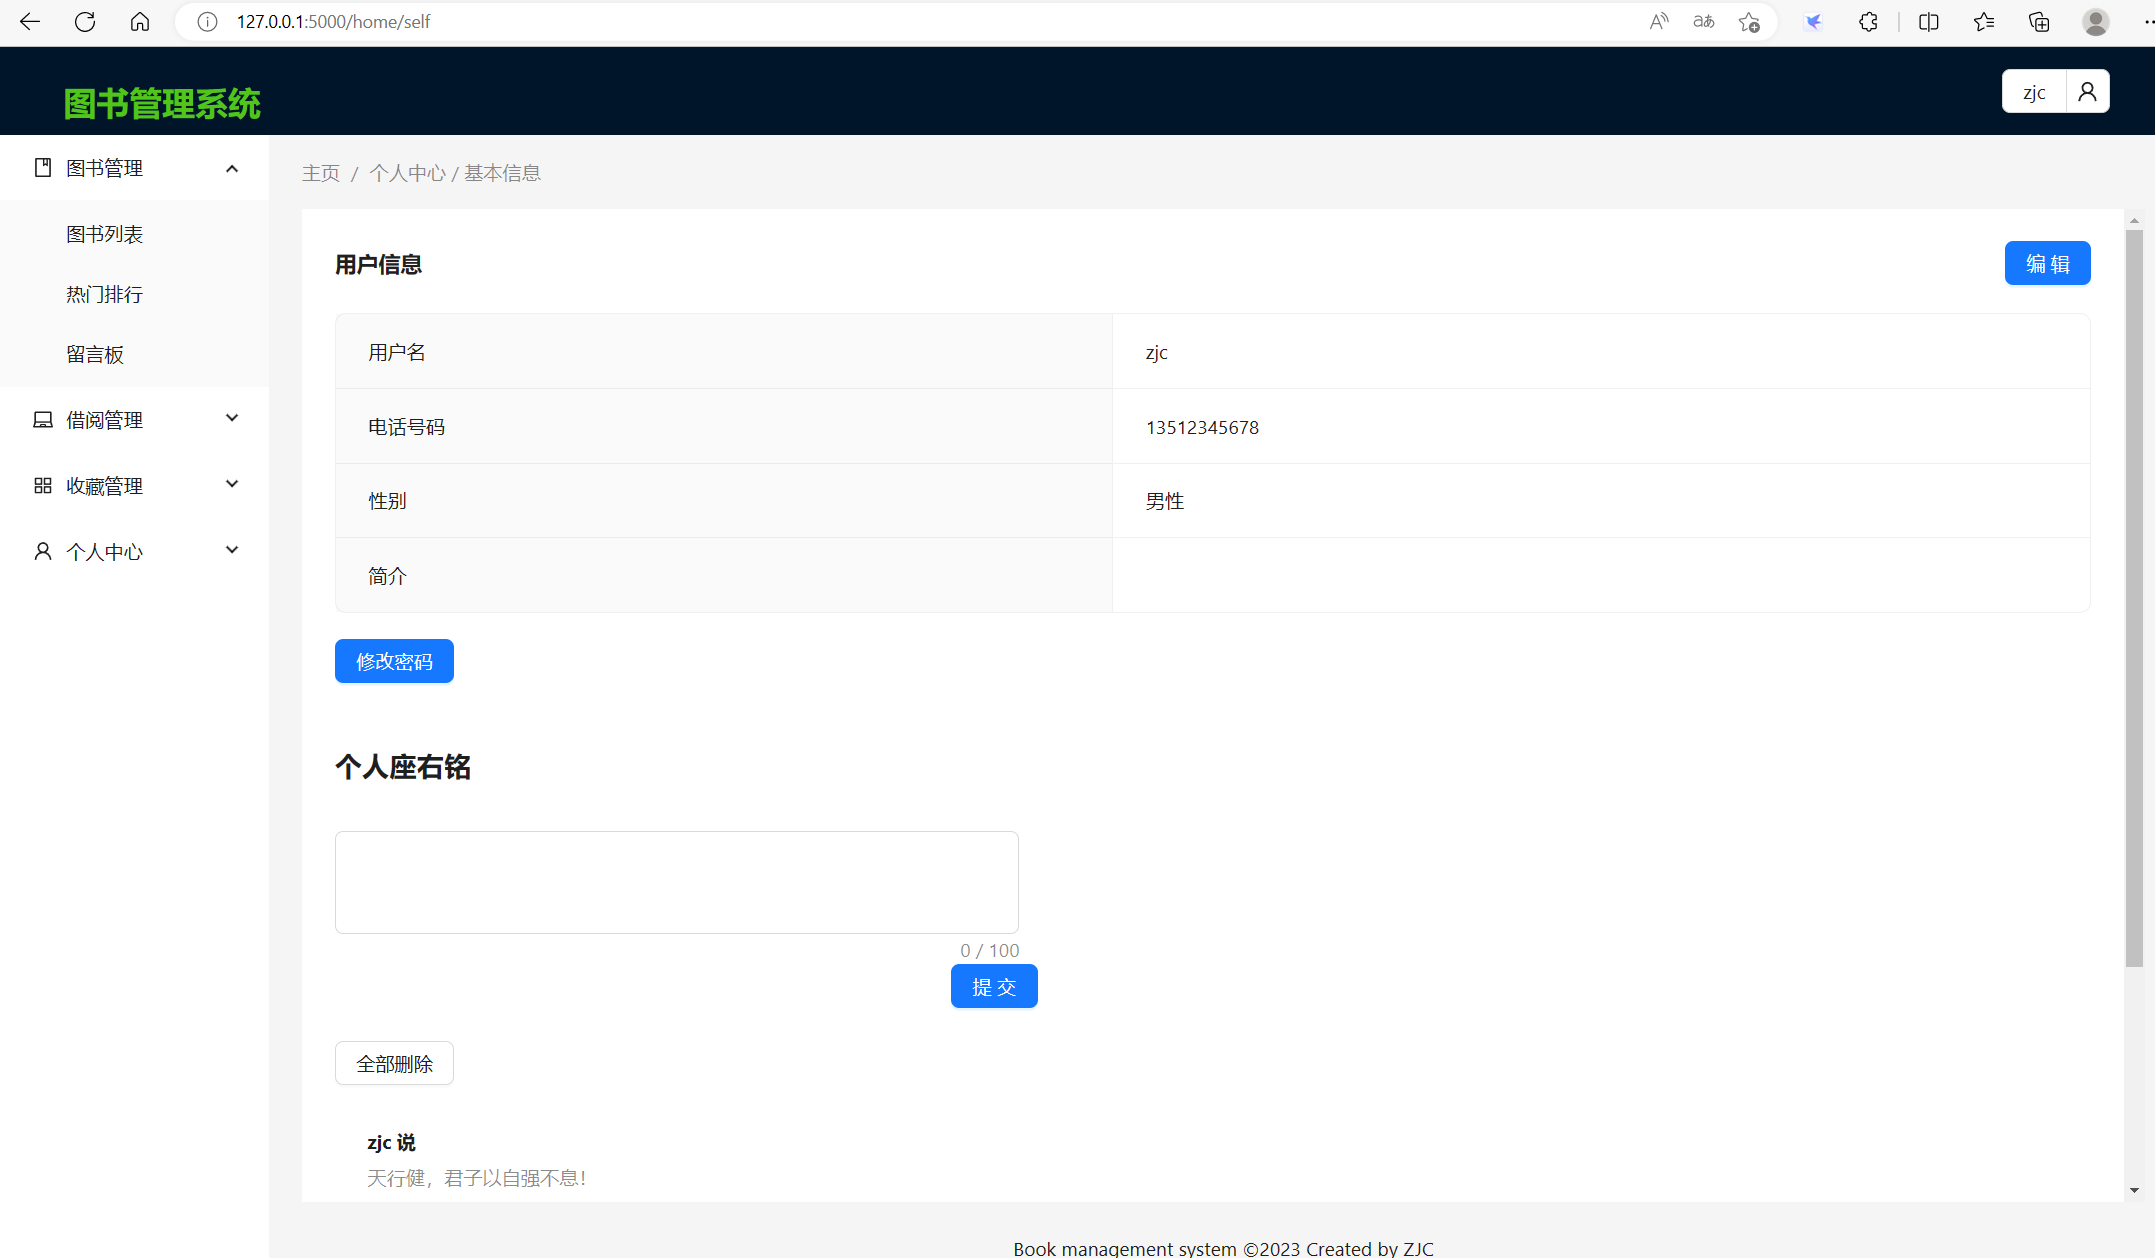 127.0.0.1:5000/home/self
图书管理系统
zjc
图书管理
图书列表
热门排行
留言板
借阅管理
收藏管理
个人中心
主页 / 个人中心 / 基本信息
用户信息
编 辑
用户名 zjc
电话号码 13512345678
性别 男性
简介
修改密码
个人座右铭
0 / 100
提 交
全部删除
zjc 说
天行健，君子以自强不息！
Book management system ©2023 Created by ZJC